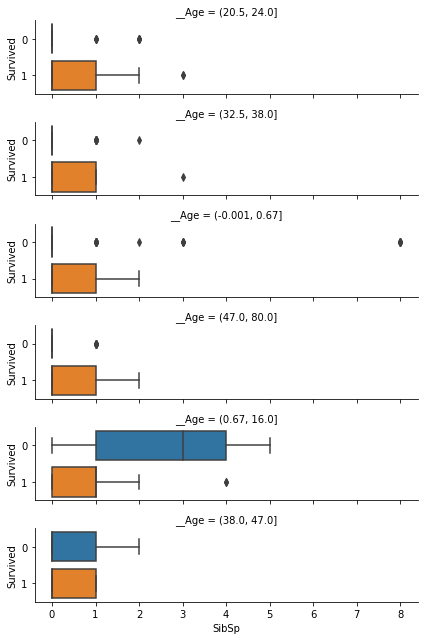 __Age = (20.5, 24.0]
Survived
0
1
__Age = (32.5, 38.0]
Survived
0
1
__Age = (-0.001, 0.67]
Survived
0
1
__Age = (47.0, 80.0]
Survived
0
1
__Age = (0.67, 16.0]
Survived
0
1
__Age = (38.0, 47.0]
Survived
0
1
0 1 2 3 4 5 6 7 8
SibSp